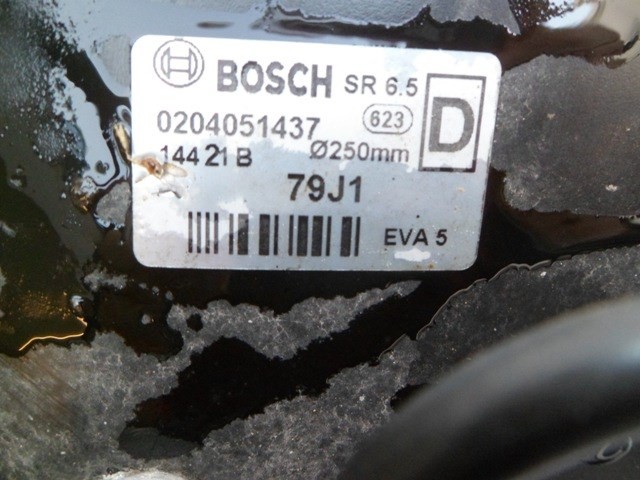 BOSCH SR 6.5
D
0204051437 623
144 21 B Ø250mm
79J1
EVA 5